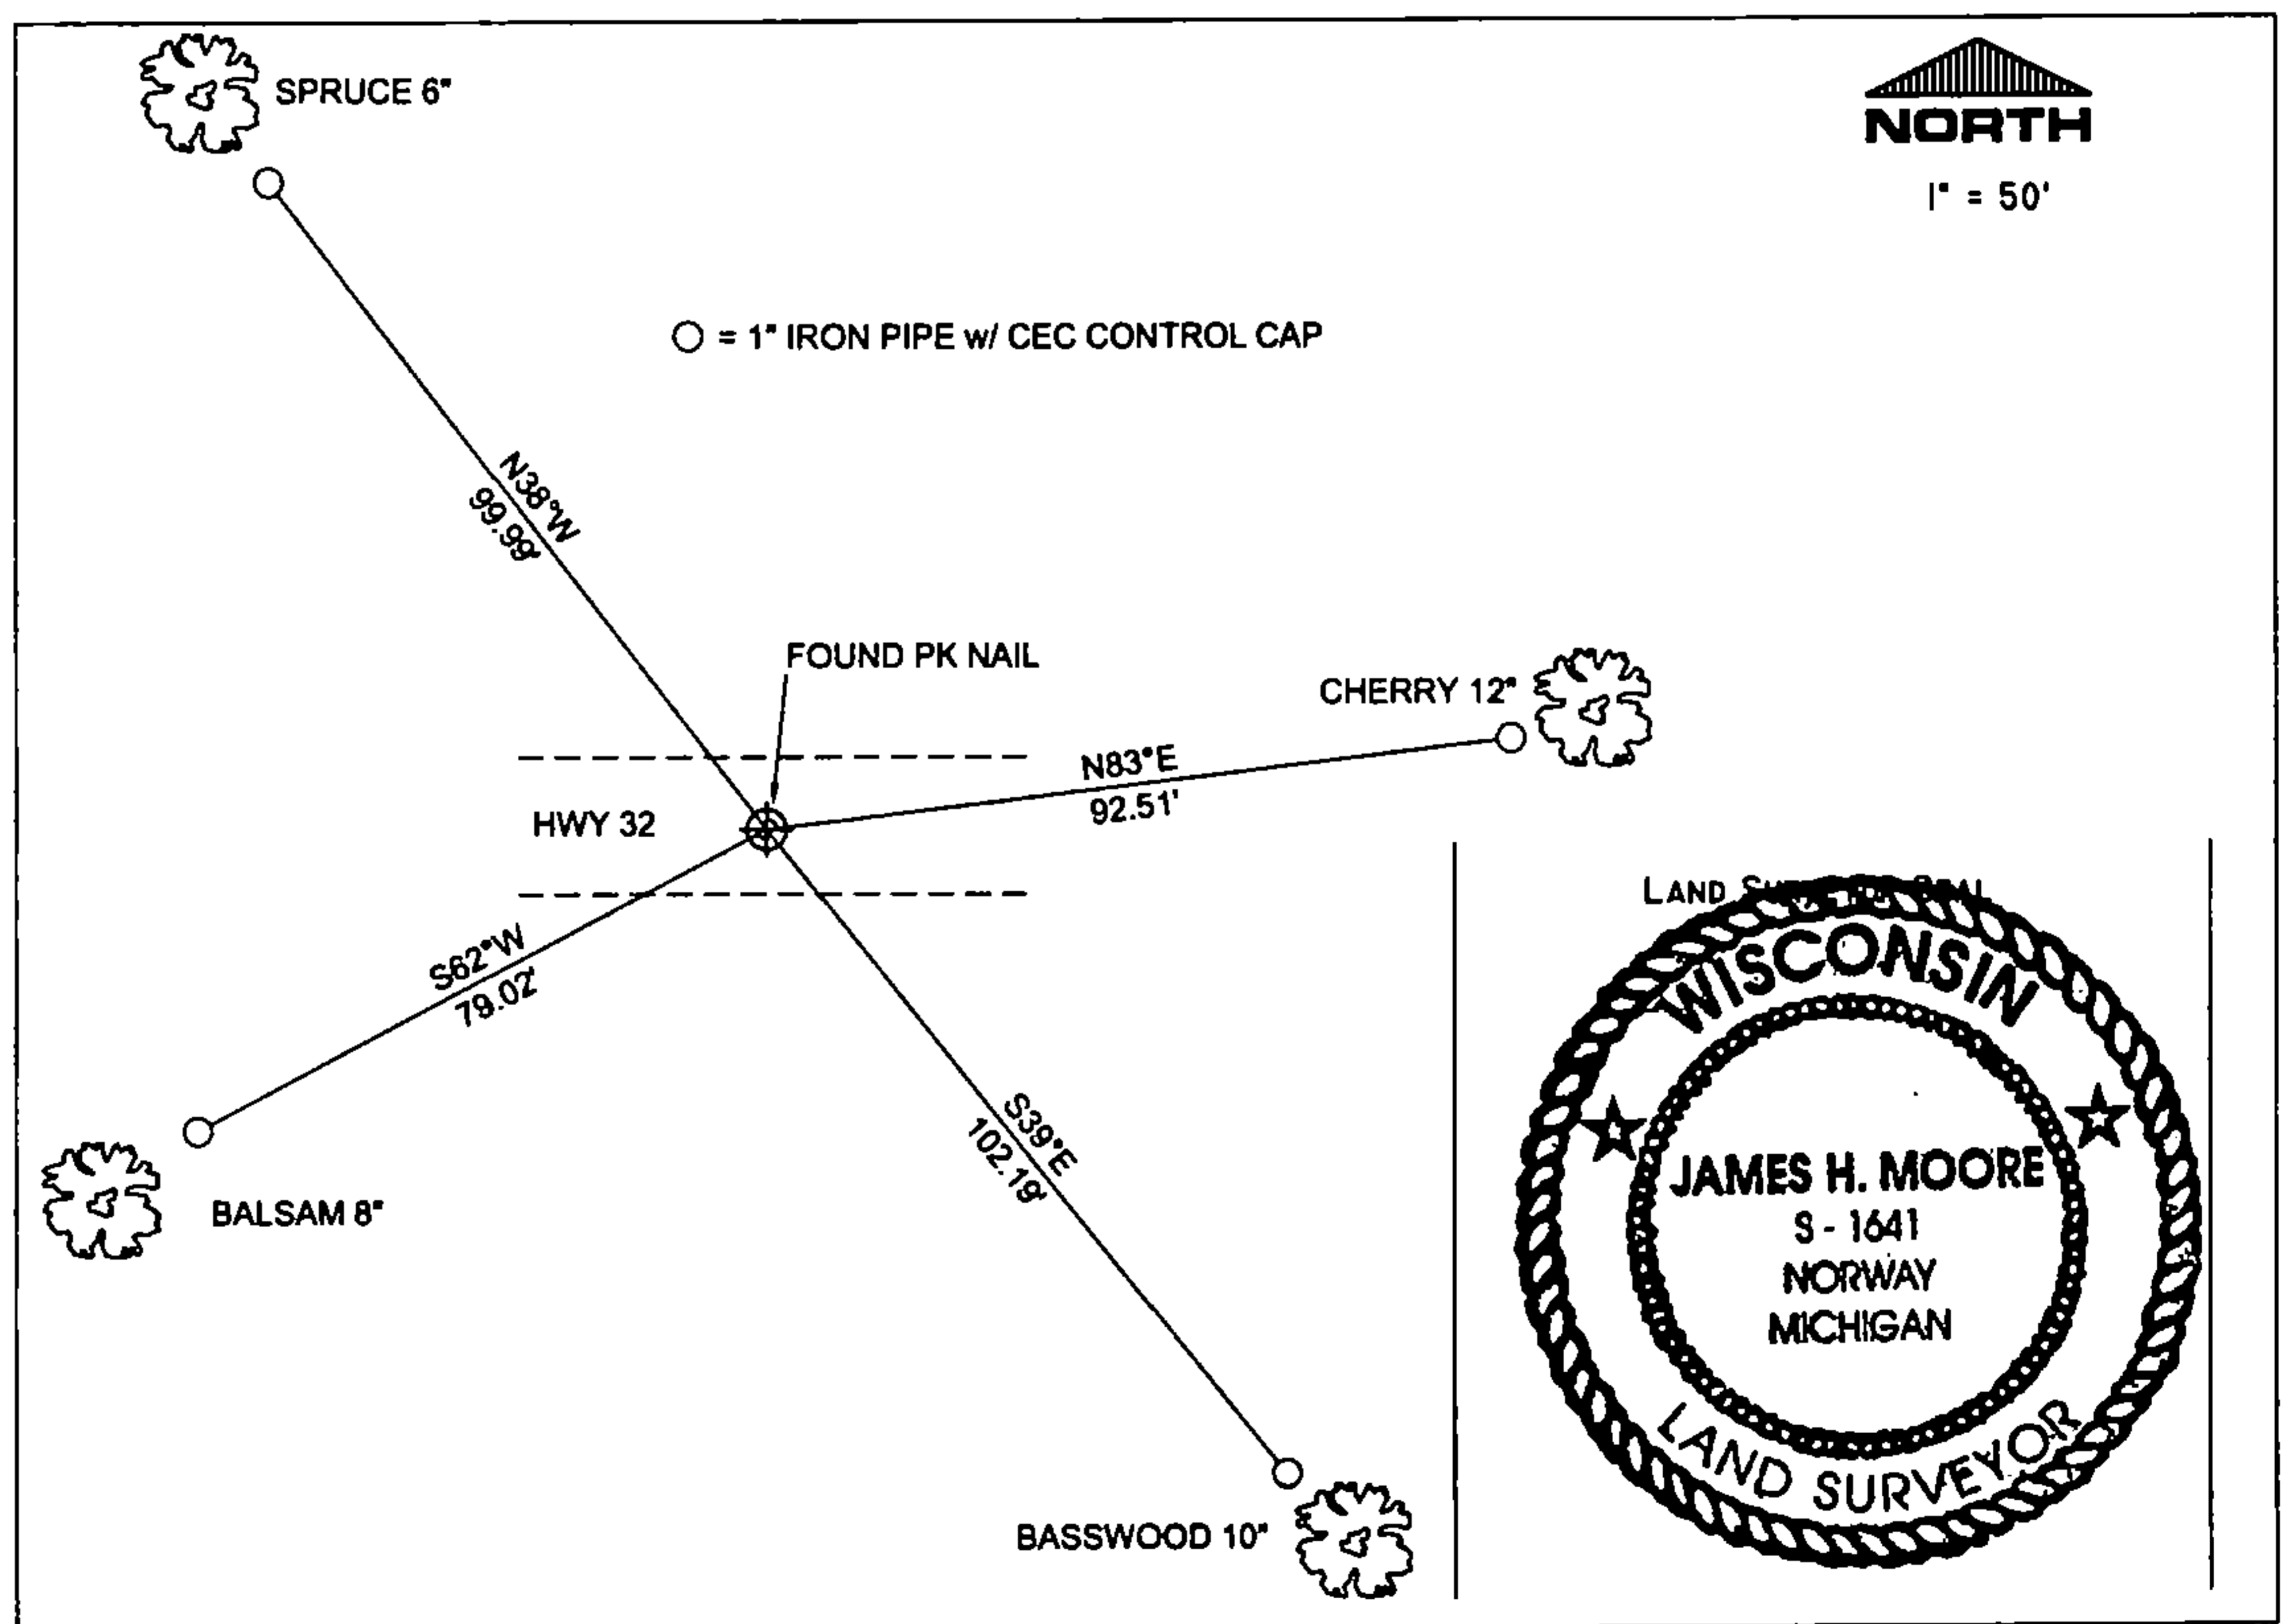 SPRUCE 6"
NORTH
1" = 50'
= 1" IRON PIPE w/ CEC CONTROL CAP
N38°W
99.99'
FOUND PK NAIL
CHERRY 12"
N83°E
92.51'
HWY 32
S62°W
79.02'
BALSAM 8"
S39°E
102.19'
BASSWOOD 10"
LAND
WISCONSIN
JAMES H. MOORE
S - 1641
NORWAY
MICHIGAN
LAND SURVEYOR